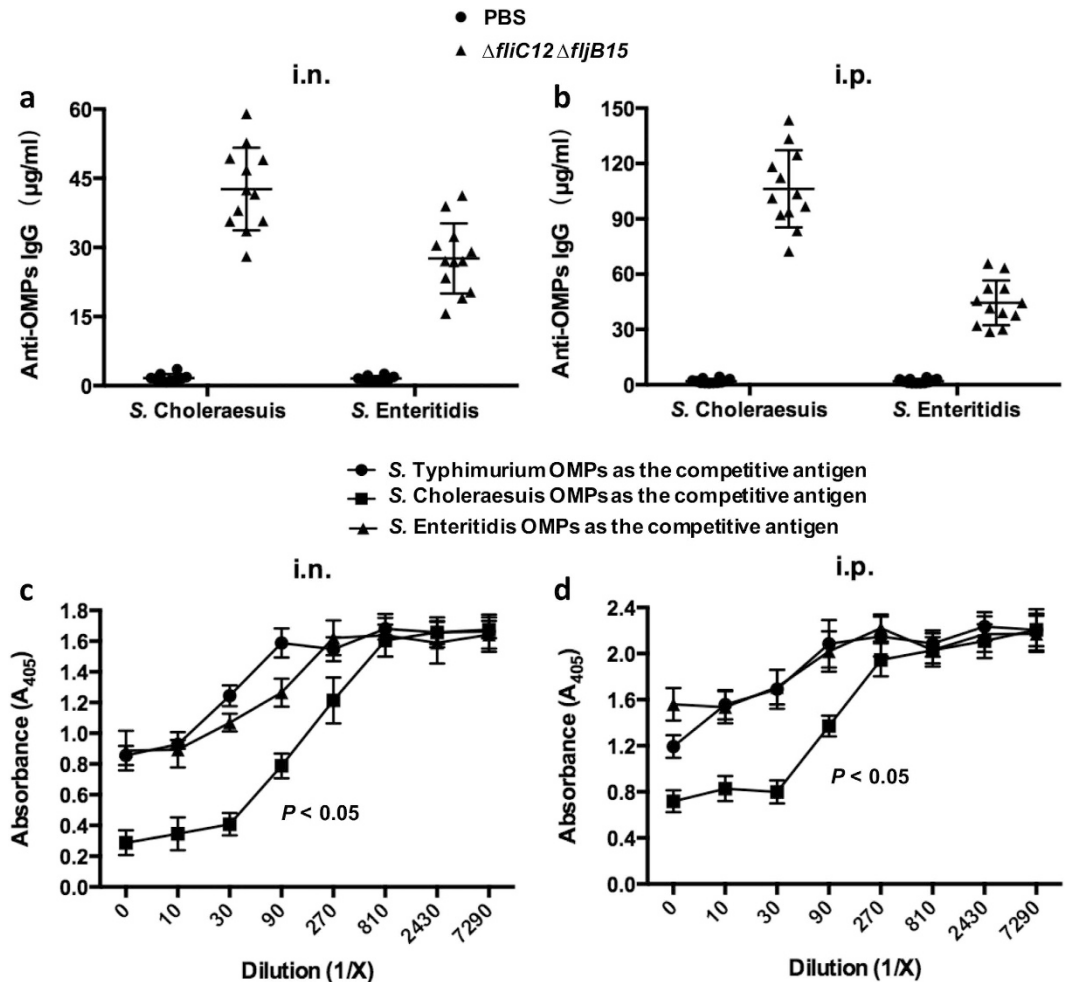 PBS
ΔfliC12 ΔfljB15
a
i.n.
Anti-OMPs IgG (μg/ml)
60
45
30
15
0
S. Choleraesuis
S. Enteritidis
b
i.p.
Anti-OMPs IgG (μg/ml)
150
120
90
60
30
0
S. Choleraesuis
S. Enteritidis
S. Typhimurium OMPs as the competitive antigen
S. Choleraesuis OMPs as the competitive antigen
S. Enteritidis OMPs as the competitive antigen
c
i.n.
Absorbance (A405)
1.8
1.6
1.4
1.2
1.0
0.8
0.6
0.4
0.2
0.0
P < 0.05
0
10
30
90
270
810
2430
7290
Dilution (1/X)
d
i.p.
Absorbance (A405)
2.4
2.0
1.6
1.2
0.8
0.4
0.0
P < 0.05
0
10
30
90
270
810
2430
7290
Dilution (1/X)